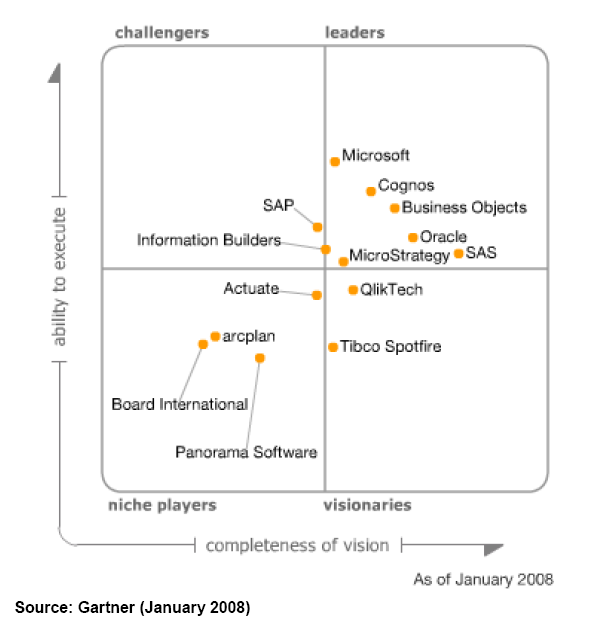 challengers
leaders
Microsoft
Cognos
SAP
Business Objects
Information Builders
Oracle
MicroStrategy
SAS
Actuate
QlikTech
arcplan
Tibco Spotfire
Board International
Panorama Software
niche players
visionaries
ability to execute
completeness of vision
As of January 2008
Source: Gartner (January 2008)